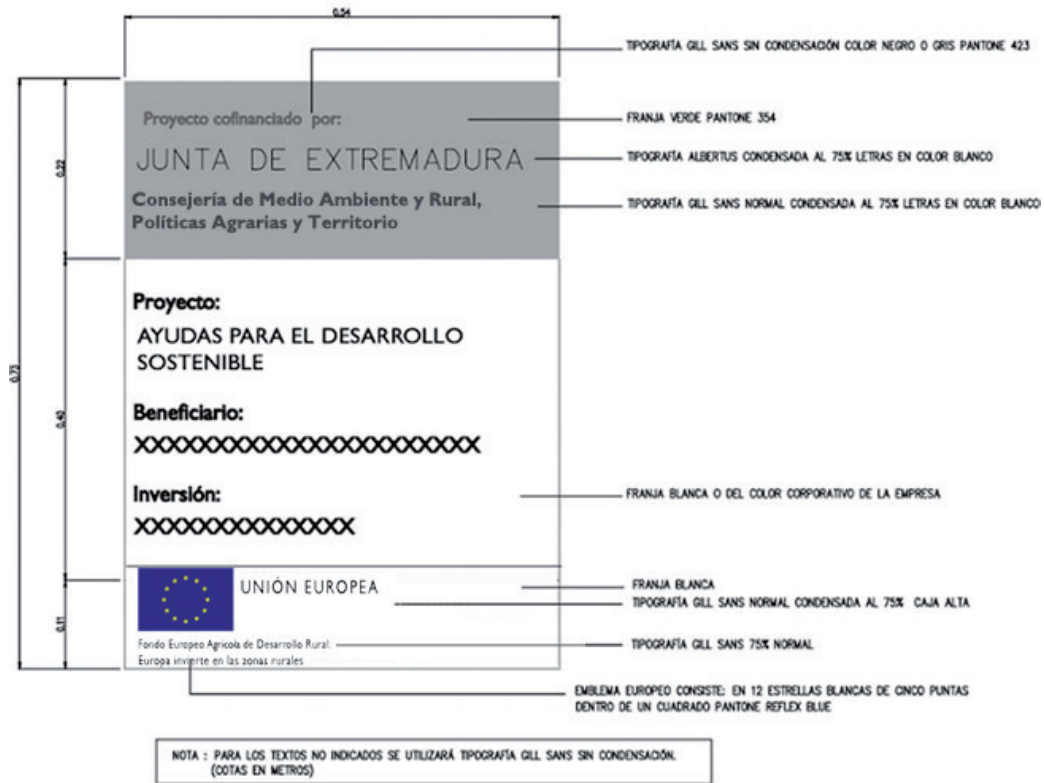 0.54
TIPOGRAFÍA GILL SANS SIN CONDENSACIÓN COLOR NEGRO O GRIS PANTONE 423
Proyecto cofinanciado por:
FRANJA VERDE PANTONE 354
JUNTA DE EXTREMADURA
TIPOGRAFÍA ALBERTUS CONDENSADA AL 75% LETRAS EN COLOR BLANCO
0.22
Consejería de Medio Ambiente y Rural,
Políticas Agrarias y Territorio
TIPOGRAFÍA GILL SANS NORMAL CONDENSADA AL 75% LETRAS EN COLOR BLANCO
Proyecto:
AYUDAS PARA EL DESARROLLO
SOSTENIBLE
0.73
0.40
Beneficiario:
XXXXXXXXXXXXXXXXXXXXXXX
Inversión:
XXXXXXXXXXXXXX
FRANJA BLANCA O DEL COLOR CORPORATIVO DE LA EMPRESA
UNIÓN EUROPEA
FRANJA BLANCA
TIPOGRAFÍA GILL SANS NORMAL CONDENSADA AL 75% CAJA ALTA
0.11
Fondo Europeo Agrícola de Desarrollo Rural:
Europa invierte en las zonas rurales
TIPOGRAFÍA GILL SANS 75% NORMAL
EMBLEMA EUROPEO CONSISTE: EN 12 ESTRELLAS BLANCAS DE CINCO PUNTAS
DENTRO DE UN CUADRADO PANTONE REFLEX BLUE
NOTA : PARA LOS TEXTOS NO INDICADOS SE UTILIZARÁ TIPOGRAFÍA GILL SANS SIN CONDENSACIÓN.
(COTAS EN METROS)